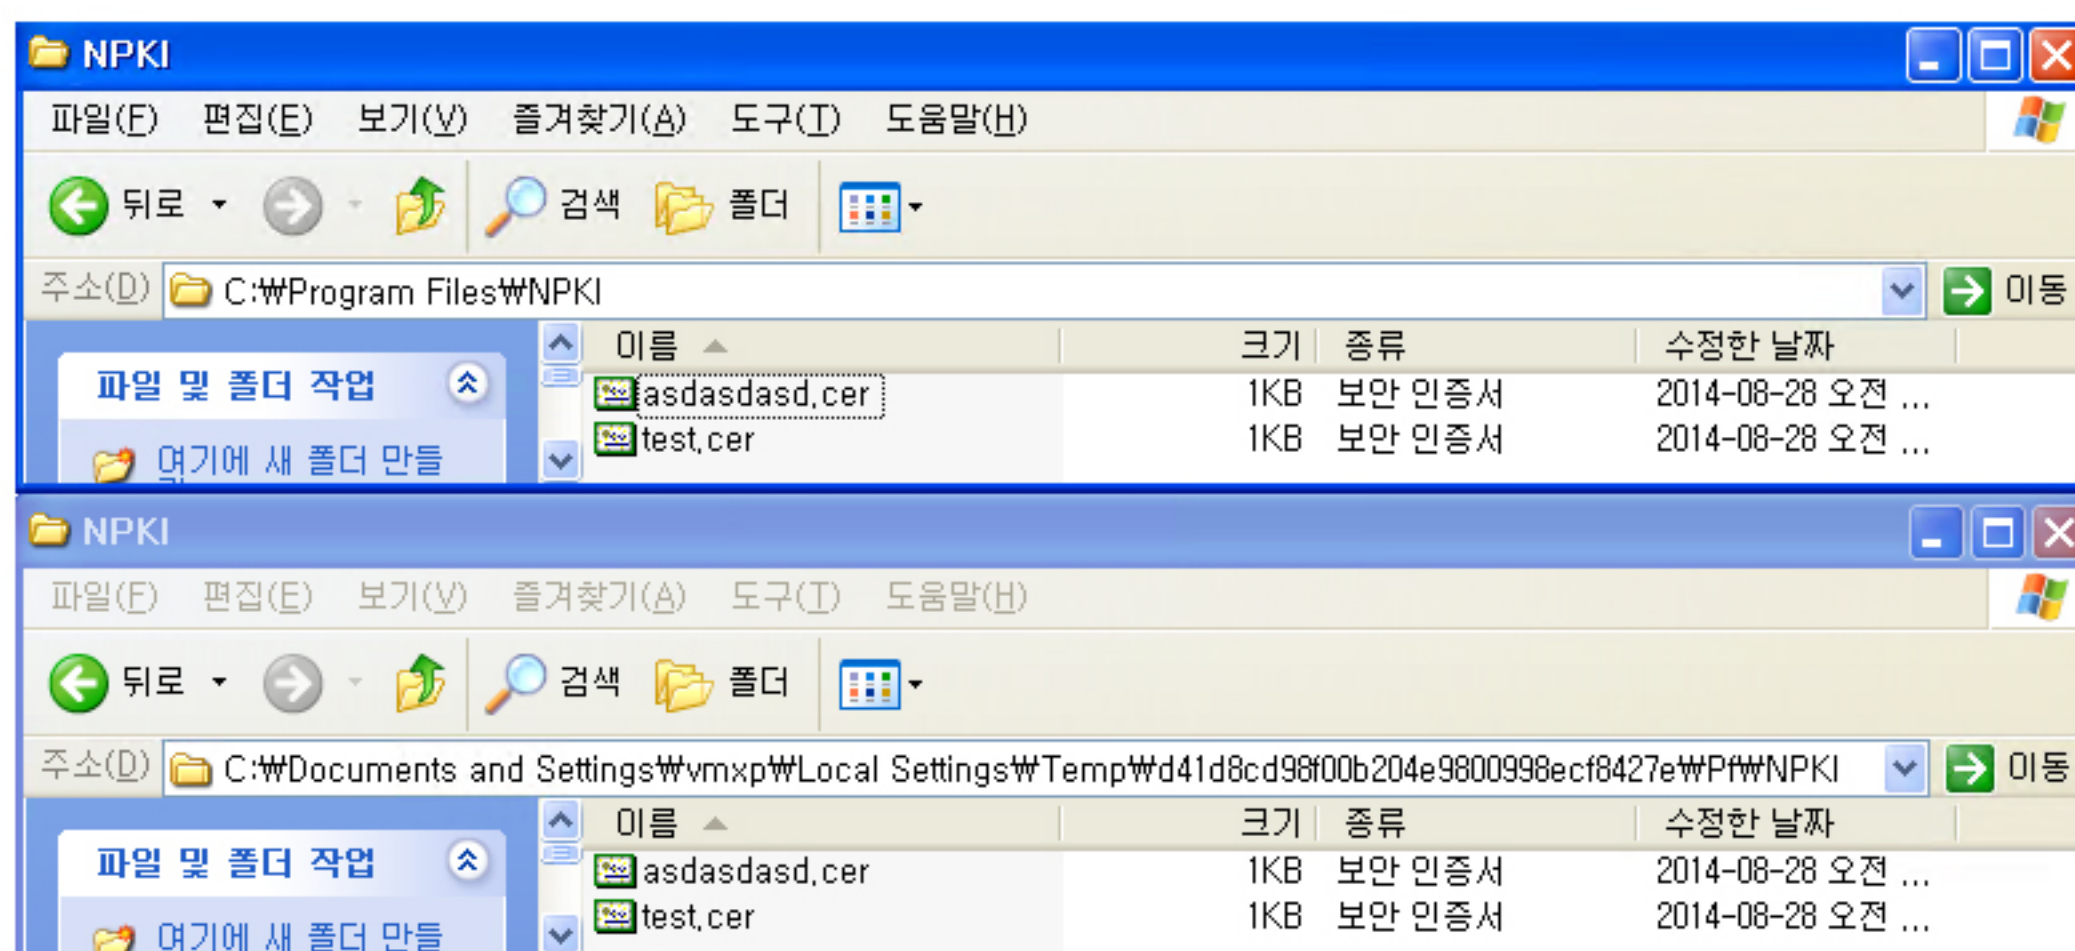 NPKI
파일(F) 편집(E) 보기(V) 즐겨찾기(A) 도구(T) 도움말(H)
뒤로 검색 폴더
주소(D) C:₩Program Files₩NPKI 이동
이름 크기 종류 수정한 날짜
파일 및 폴더 작업
asdasdasd.cer 1KB 보안 인증서 2014-08-28 오전 ...
test.cer 1KB 보안 인증서 2014-08-28 오전 ...
여기에 새 폴더 만들
NPKI
파일(F) 편집(E) 보기(V) 즐겨찾기(A) 도구(T) 도움말(H)
뒤로 검색 폴더
주소(D) C:₩Documents and Settings₩vmxp₩Local Settings₩Temp₩d41d8cd98f00b204e9800998ecf8427e₩Pf₩NPKI 이동
이름 크기 종류 수정한 날짜
파일 및 폴더 작업
asdasdasd.cer 1KB 보안 인증서 2014-08-28 오전 ...
test.cer 1KB 보안 인증서 2014-08-28 오전 ...
여기에 새 폴더 만들